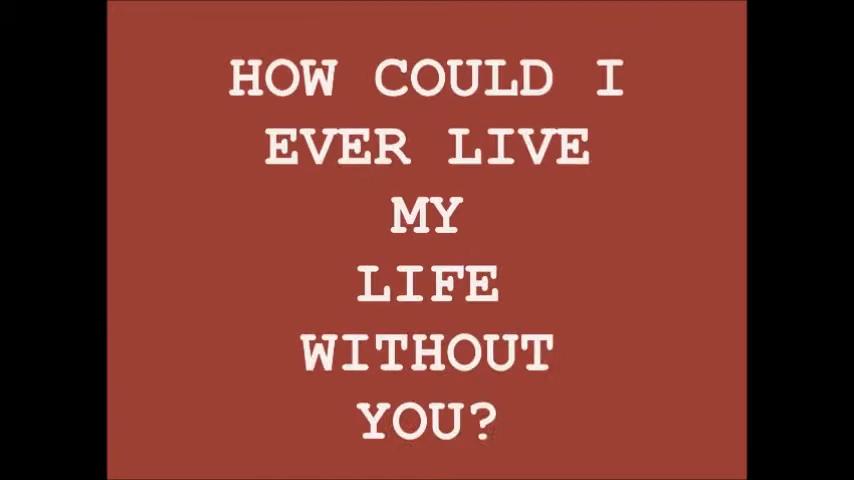 HOW COULD I
EVER LIVE
MY
LIFE
WITHOUT
YOU?